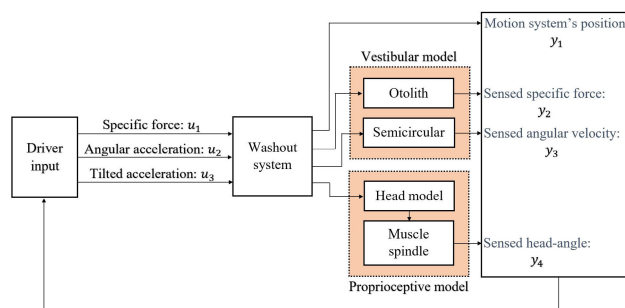 Motion system's position
y₁
Vestibular model
Otolith
Sensed specific force:
y₂
Specific force: u₁
Semicircular
Sensed angular velocity:
y₃
Driver
input
Angular acceleration: u₂
Washout
system
Tilted acceleration: u₃
Head model
Muscle
spindle
Sensed head-angle:
y₄
Proprioceptive model